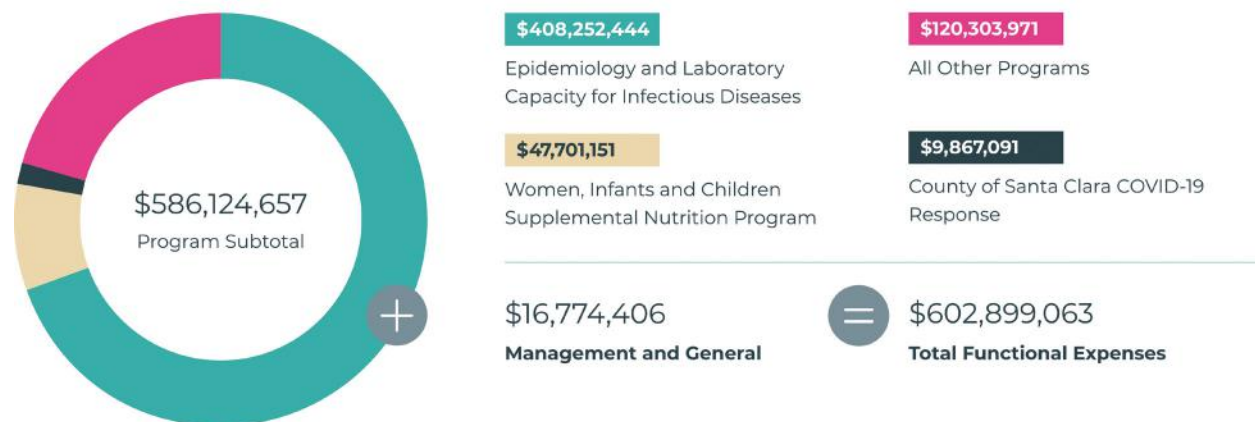 $586,124,657
Program Subtotal
+
$408,252,444
Epidemiology and Laboratory
Capacity for Infectious Diseases
$120,303,971
All Other Programs
$47,701,151
Women, Infants and Children
Supplemental Nutrition Program
$9,867,091
County of Santa Clara COVID-19
Response
$16,774,406
Management and General
=
$602,899,063
Total Functional Expenses